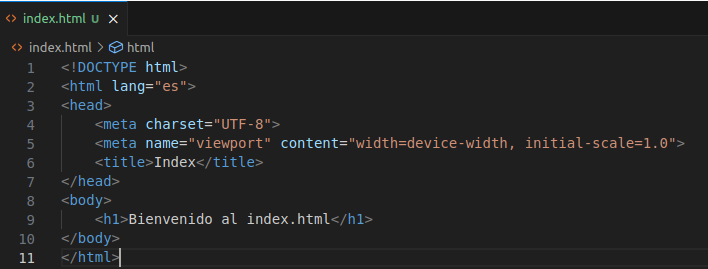 index.html U ×
index.html > html
1 <!DOCTYPE html>
2 <html lang="es">
3 <head>
4     <meta charset="UTF-8">
5     <meta name="viewport" content="width=device-width, initial-scale=1.0">
6     <title>Index</title>
7 </head>
8 <body>
9     <h1>Bienvenido al index.html</h1>
10 </body>
11 </html>